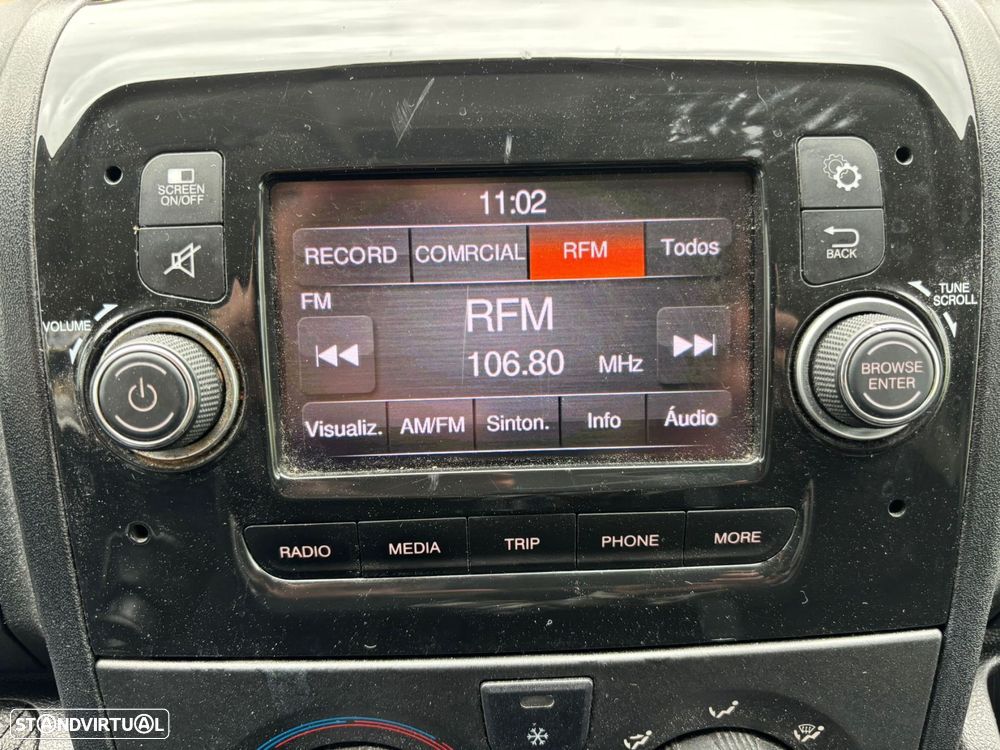 SCREEN
ON/OFF
11:02
RECORD COMRCIAL RFM Todos
BACK
FM
RFM
106.80 MHz
VOLUME
TUNE
SCROLL
BROWSE
ENTER
Visualiz. AM/FM Sinton. Info Áudio
RADIO MEDIA TRIP PHONE MORE
STANDVIRTUAL